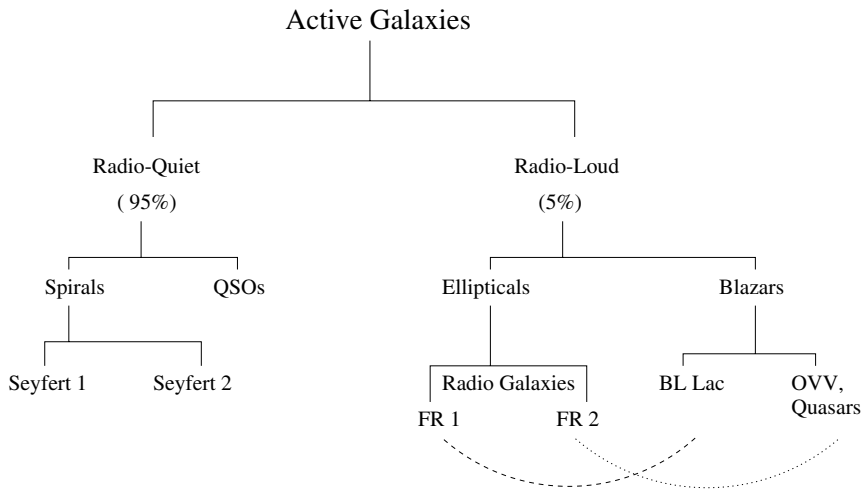 Active Galaxies
Radio-Quiet
( 95%)
Radio-Loud
(5%)
Spirals
QSOs
Ellipticals
Blazars
Seyfert 1
Seyfert 2
Radio Galaxies
BL Lac
OVV,
Quasars
FR 1
FR 2